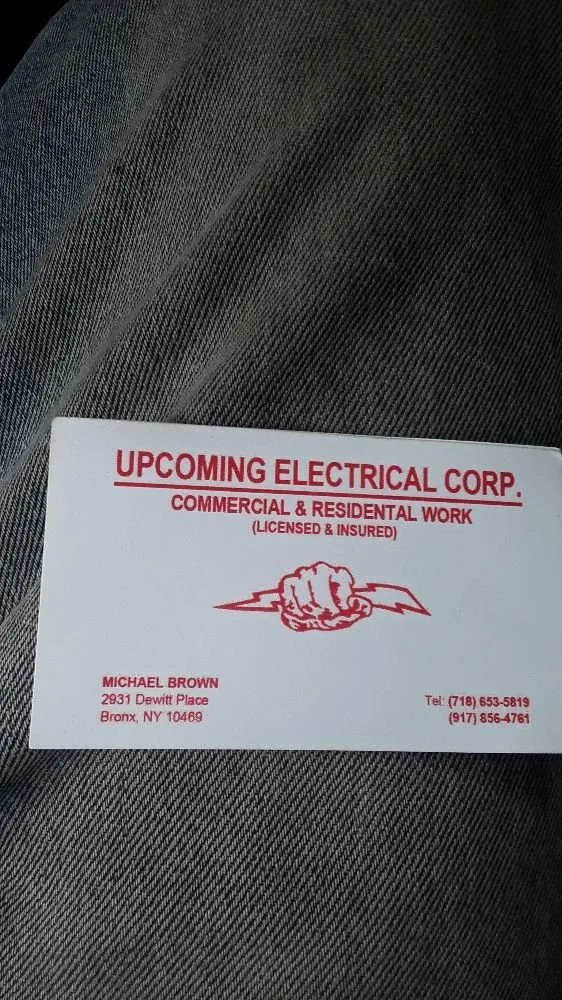 UPCOMING ELECTRICAL CORP.
COMMERCIAL & RESIDENTAL WORK
(LICENSED & INSURED)
MICHAEL BROWN
2931 Dewitt Place
Bronx, NY 10469
Tel: (718) 653-5819
(917) 856-4761